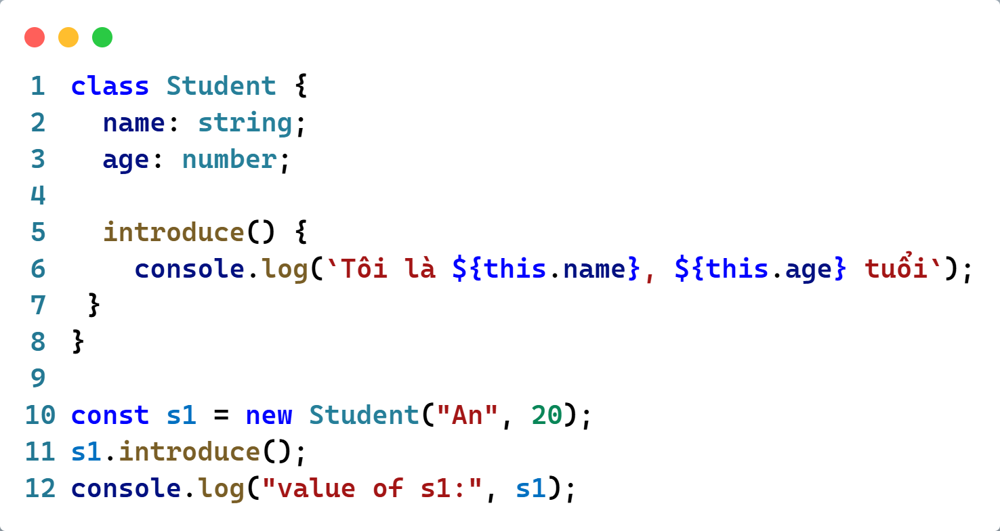 1 class Student {
2   name: string;
3   age: number;
4
5   introduce() {
6     console.log(`Tôi là ${this.name}, ${this.age} tuổi`);
7  }
8 }
9
10 const s1 = new Student("An", 20);
11 s1.introduce();
12 console.log("value of s1:", s1);